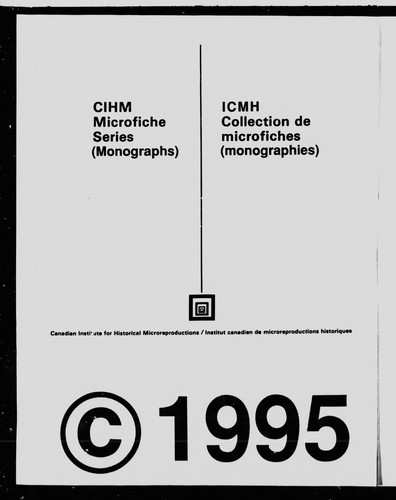 CIHM
Microfiche
Series
(Monographs)
ICMH
Collection de
microfiches
(monographies)
Canadian Institute for Historical Microreproductions / Institut canadien de microreproductions historiques
© 1995